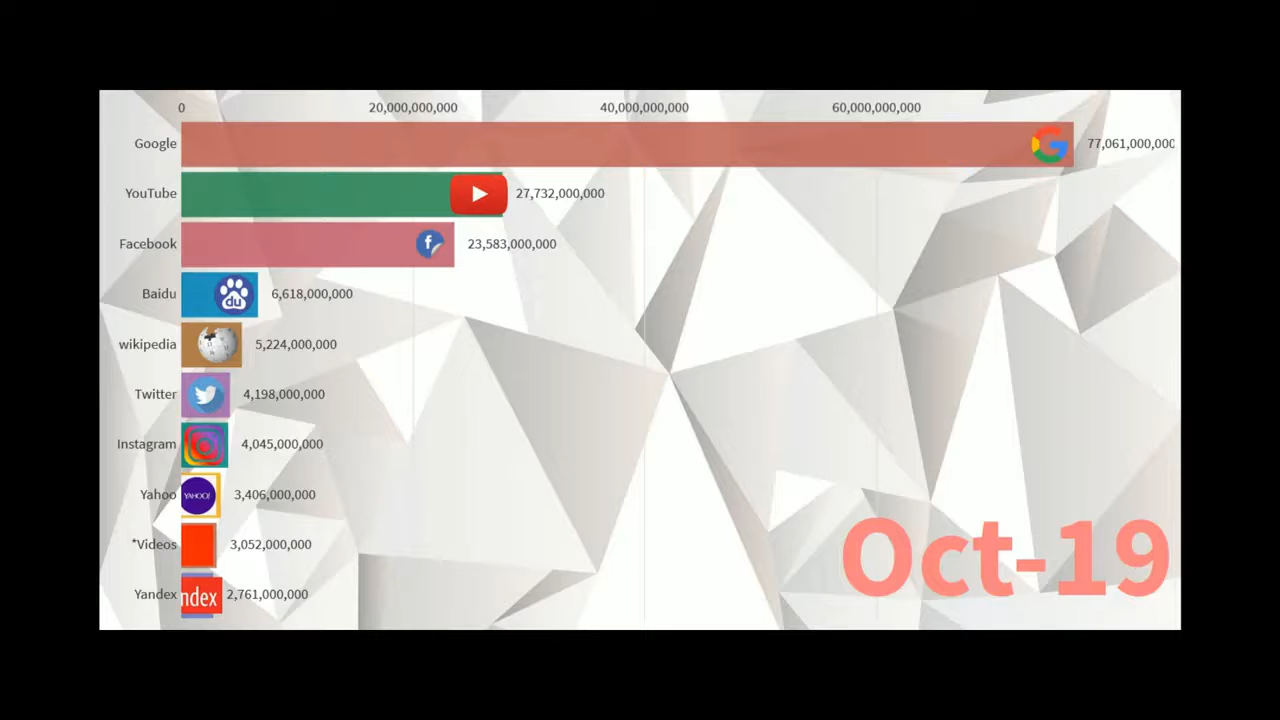 0 20,000,000,000 40,000,000,000 60,000,000,000
Google 77,061,000,000
YouTube 27,732,000,000
Facebook f 23,583,000,000
Baidu du 6,618,000,000
wikipedia 5,224,000,000
Twitter 4,198,000,000
Instagram 4,045,000,000
Yahoo YAHOO! 3,406,000,000
*Videos 3,052,000,000
Yandex ndex 2,761,000,000
Oct-19